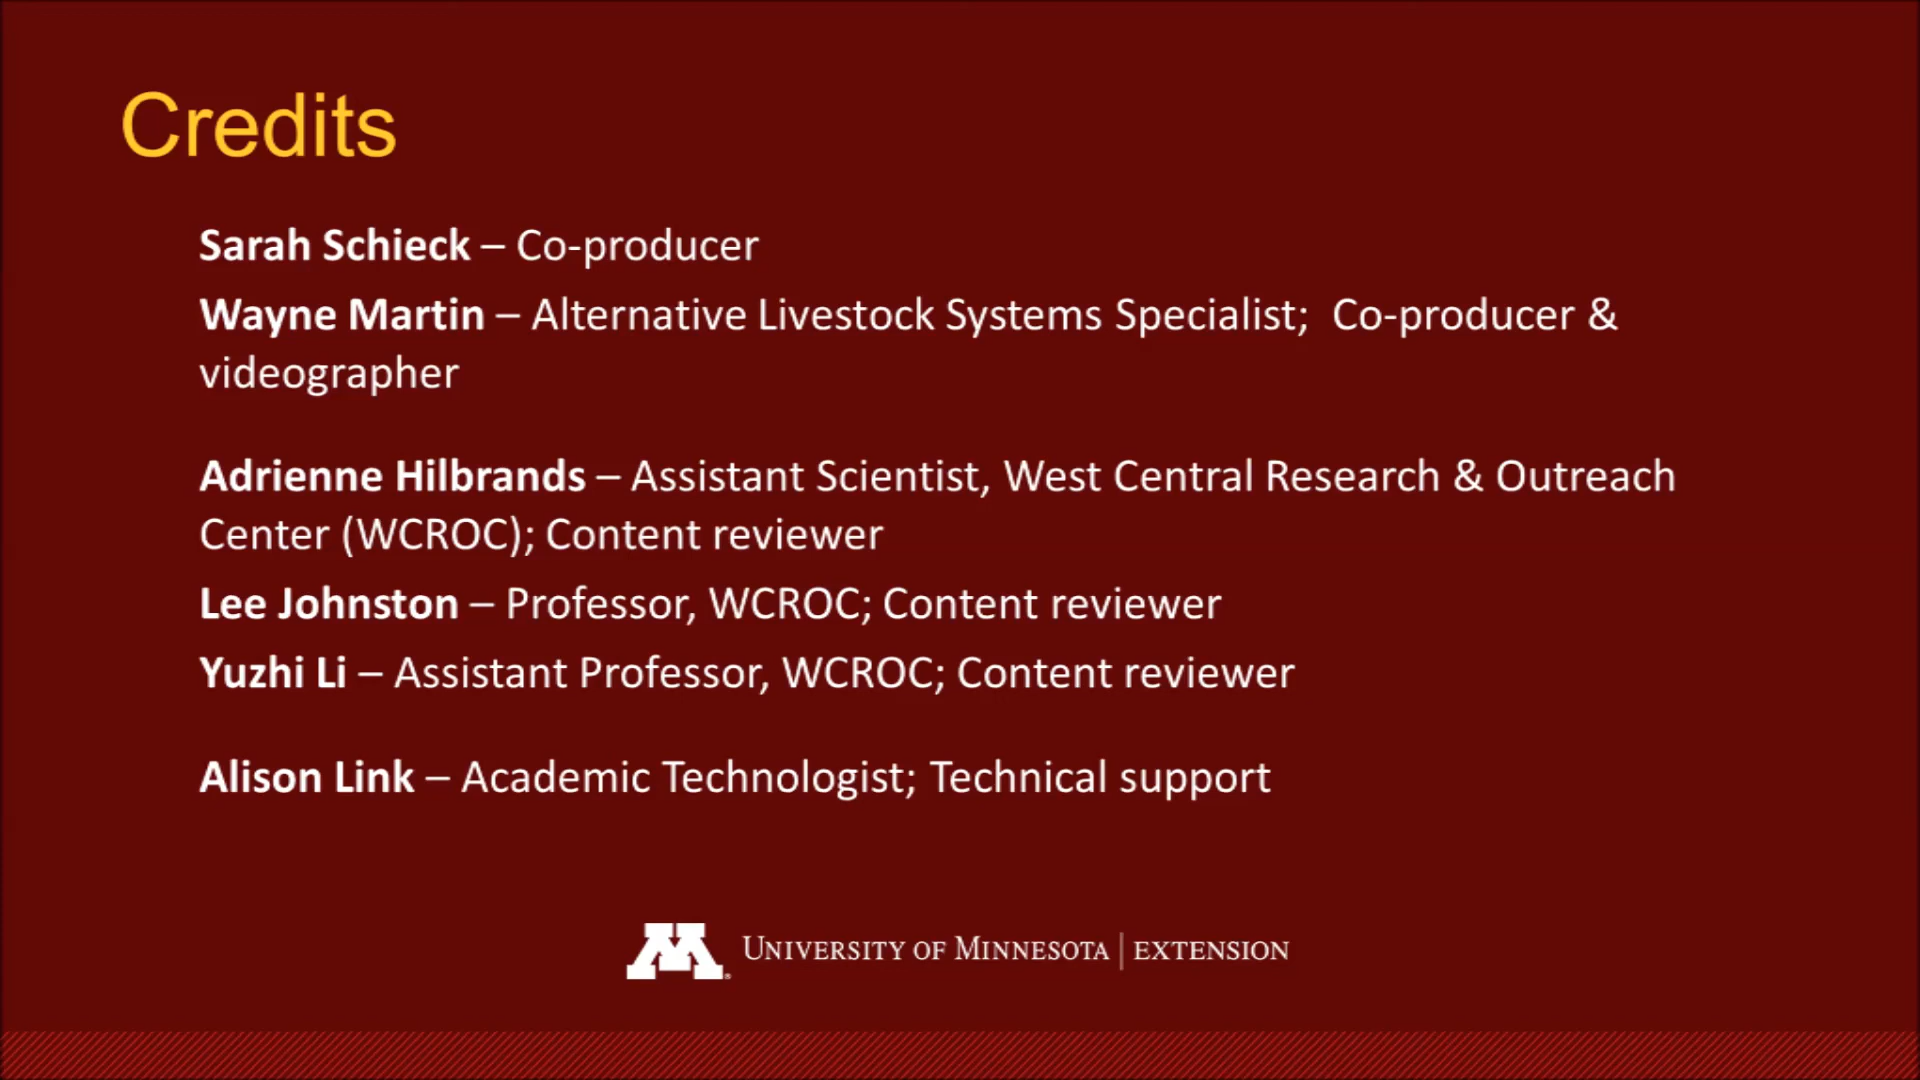 Credits
Sarah Schieck – Co-producer
Wayne Martin – Alternative Livestock Systems Specialist;  Co-producer &
videographer
Adrienne Hilbrands – Assistant Scientist, West Central Research & Outreach
Center (WCROC); Content reviewer
Lee Johnston – Professor, WCROC; Content reviewer
Yuzhi Li – Assistant Professor, WCROC; Content reviewer
Alison Link – Academic Technologist; Technical support
M® UNIVERSITY OF MINNESOTA | EXTENSION